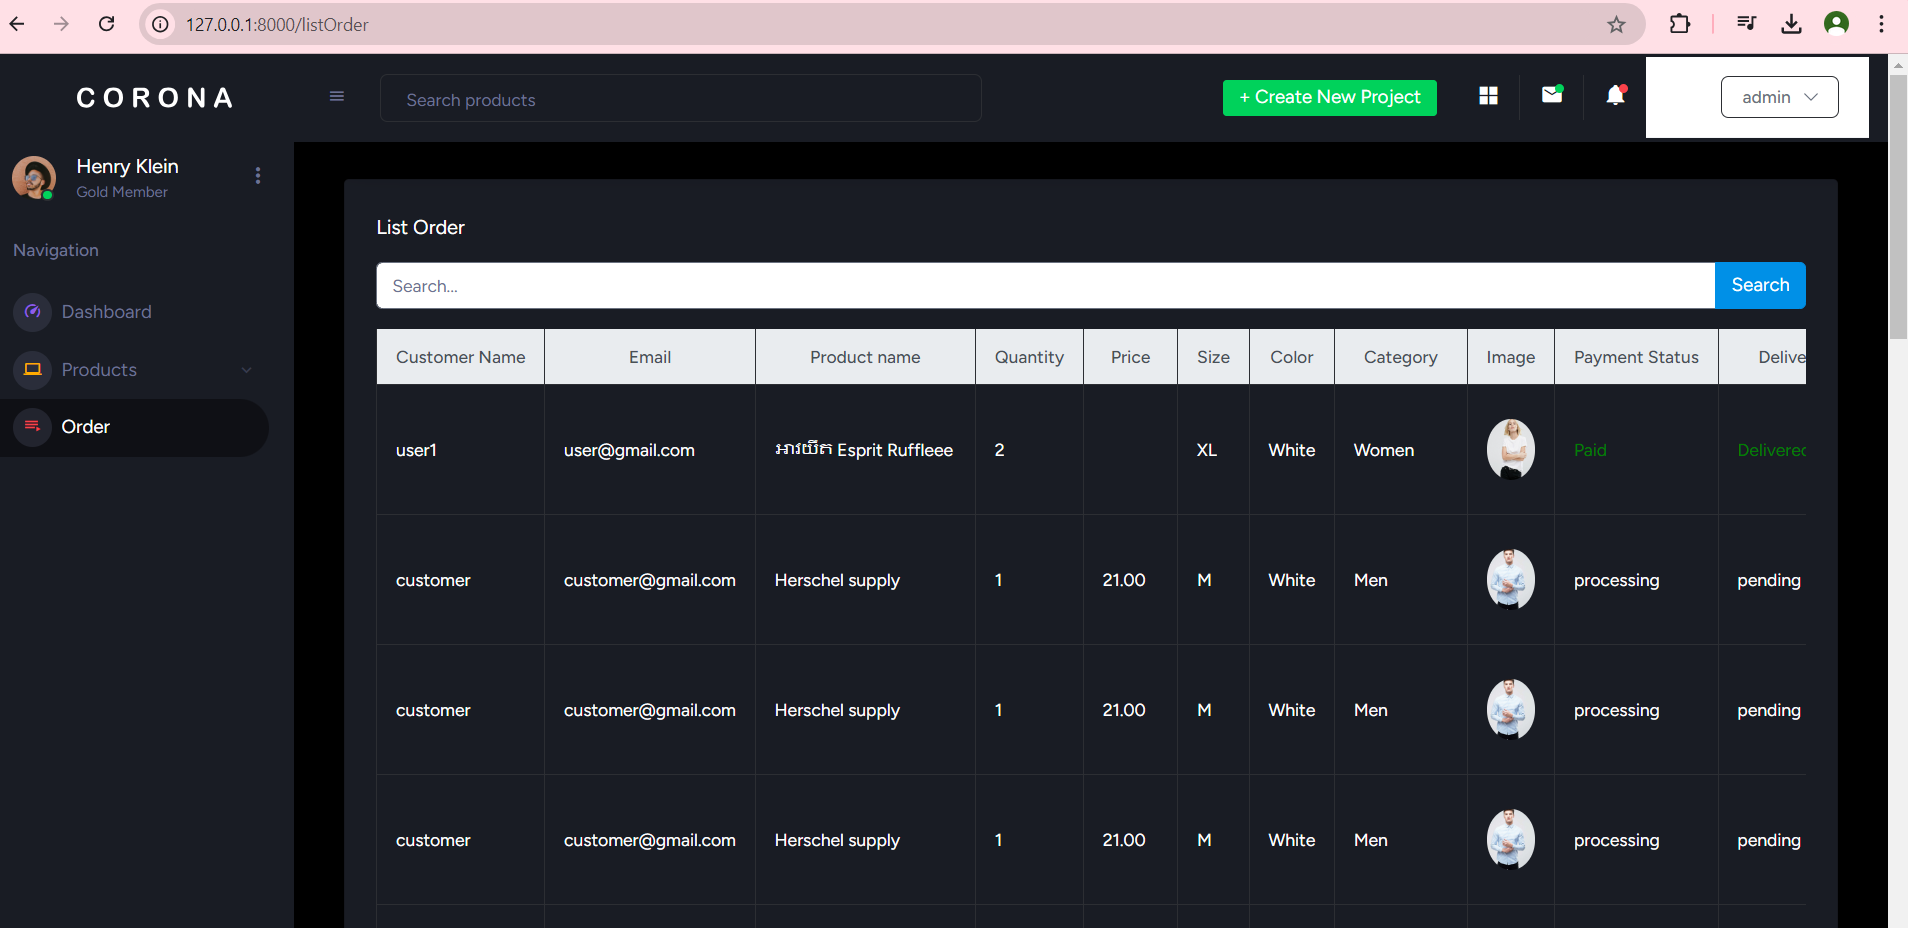 127.0.0.1:8000/listOrder
CORONA
Search products
+ Create New Project
admin
Henry Klein
Gold Member
Navigation
Dashboard
Products
Order
List Order
Search...
Search
Customer Name Email Product name Quantity Price Size Color Category Image Payment Status Delive
user1 user@gmail.com អាវយឺត Esprit Ruffleee 2 XL White Women Paid Delivered
customer customer@gmail.com Herschel supply 1 21.00 M White Men processing pending
customer customer@gmail.com Herschel supply 1 21.00 M White Men processing pending
customer customer@gmail.com Herschel supply 1 21.00 M White Men processing pending